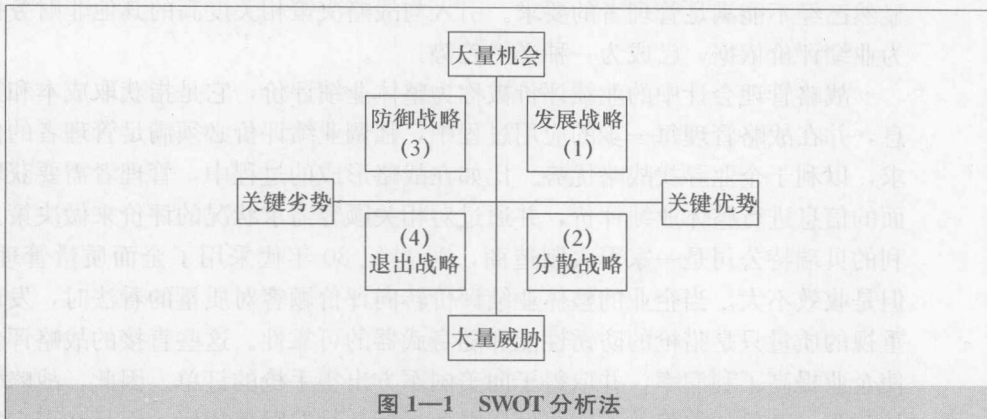 大量机会
防御战略 发展战略
(3) (1)
关键劣势 关键优势
(4) (2)
退出战略 分散战略
大量威胁
图 1—1 SWOT 分析法